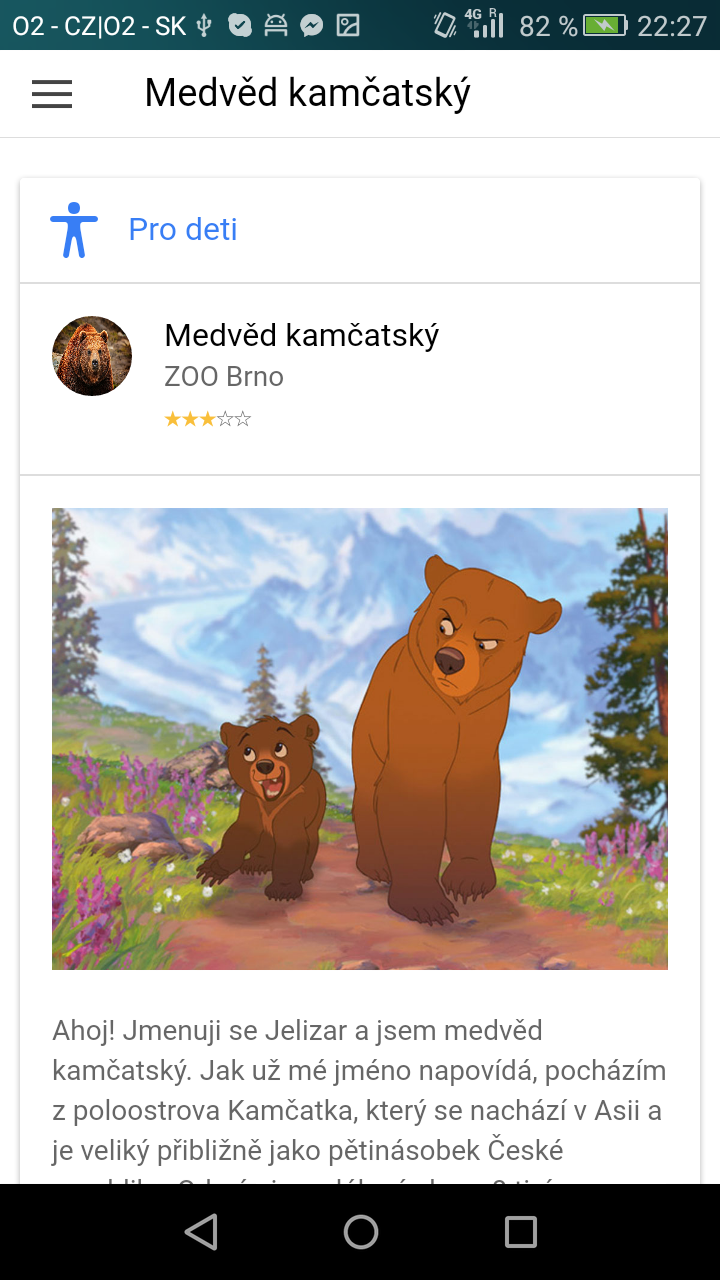 O2 - CZ|O2 - SK 4G R 82 % 22:27
Medvěd kamčatský
Pro deti
Medvěd kamčatský
ZOO Brno
Ahoj! Jmenuji se Jelizar a jsem medvěd
kamčatský. Jak už mé jméno napovídá, pocházím
z poloostrova Kamčatka, který se nachází v Asii a
je veliký přibližně jako pětinásobek České